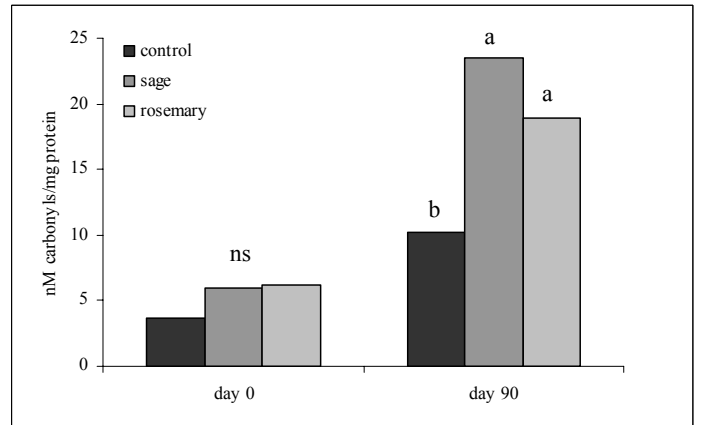 25
20
15
10
5
0
nM carbonyls/mg protein
control
sage
rosemary
ns
b
a
a
day 0
day 90